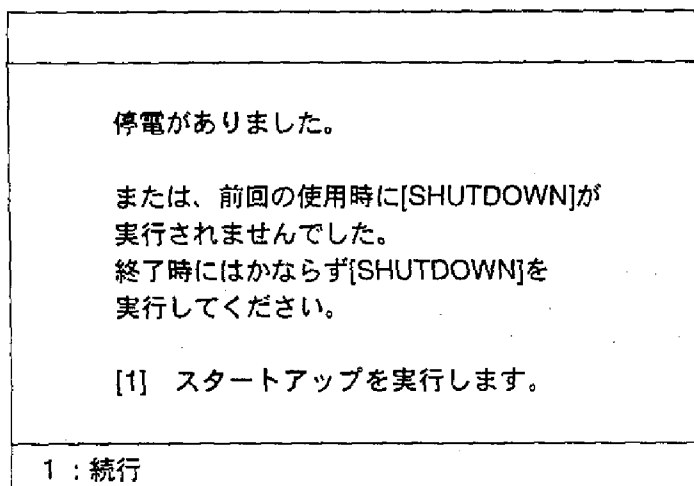 停電がありました。
または、前回の使用時に[SHUTDOWN]が
実行されませんでした。
終了時にはかならず[SHUTDOWN]を
実行してください。
[1] スタートアップを実行します。
1:続行